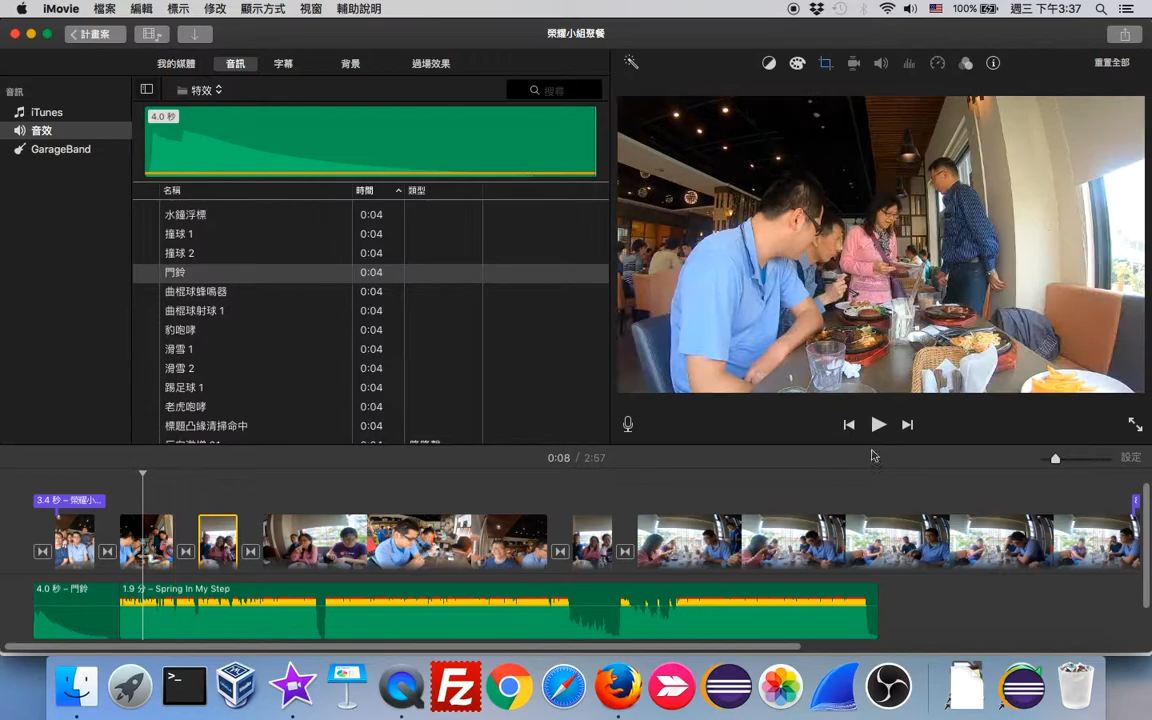 iMovie 檔案 編輯 標示 修改 顯示方式 視窗 輔助說明 100% 週三 下午3:37
計畫案 榮耀小組聚餐
我的媒體 音訊 字幕 背景 過場效果 重置全部
音訊
iTunes
音效
GarageBand
特效 搜尋
4.0 秒
名稱 時間 類型
水鐘浮標 0:04
撞球 1 0:04
撞球 2 0:04
門鈴 0:04
曲棍球蜂鳴器 0:04
曲棍球射球 1 0:04
豹咆哮 0:04
滑雪 1 0:04
滑雪 2 0:04
踢足球 1 0:04
老虎咆哮 0:04
標題凸緣清掃命中 0:04
0:08 / 2:57 設定
3.4 秒 – 榮耀小...
4.0 秒 – 門鈴 1.9 分 – Spring In My Step